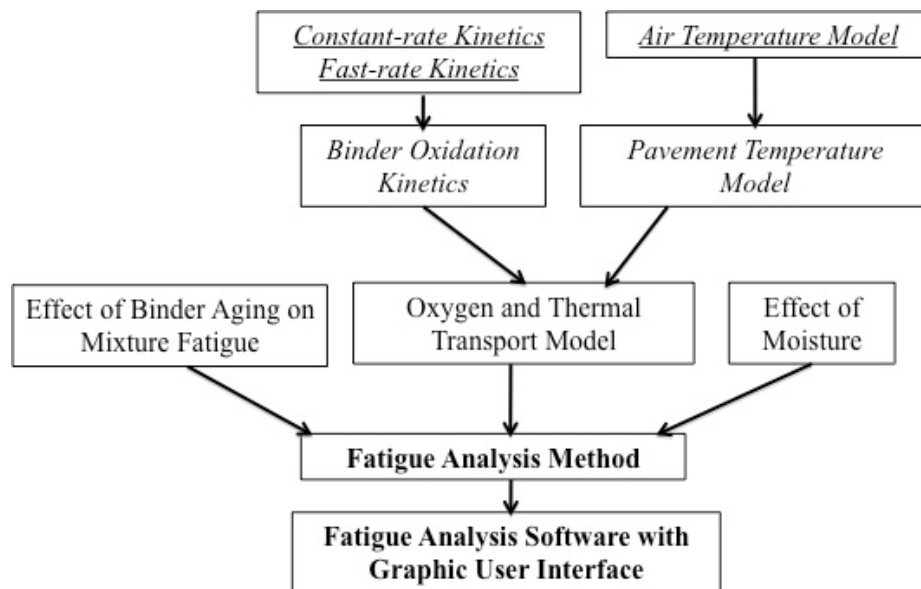 Constant-rate Kinetics
Fast-rate Kinetics
Air Temperature Model
Binder Oxidation
Kinetics
Pavement Temperature
Model
Effect of Binder Aging on
Mixture Fatigue
Oxygen and Thermal
Transport Model
Effect of
Moisture
Fatigue Analysis Method
Fatigue Analysis Software with
Graphic User Interface